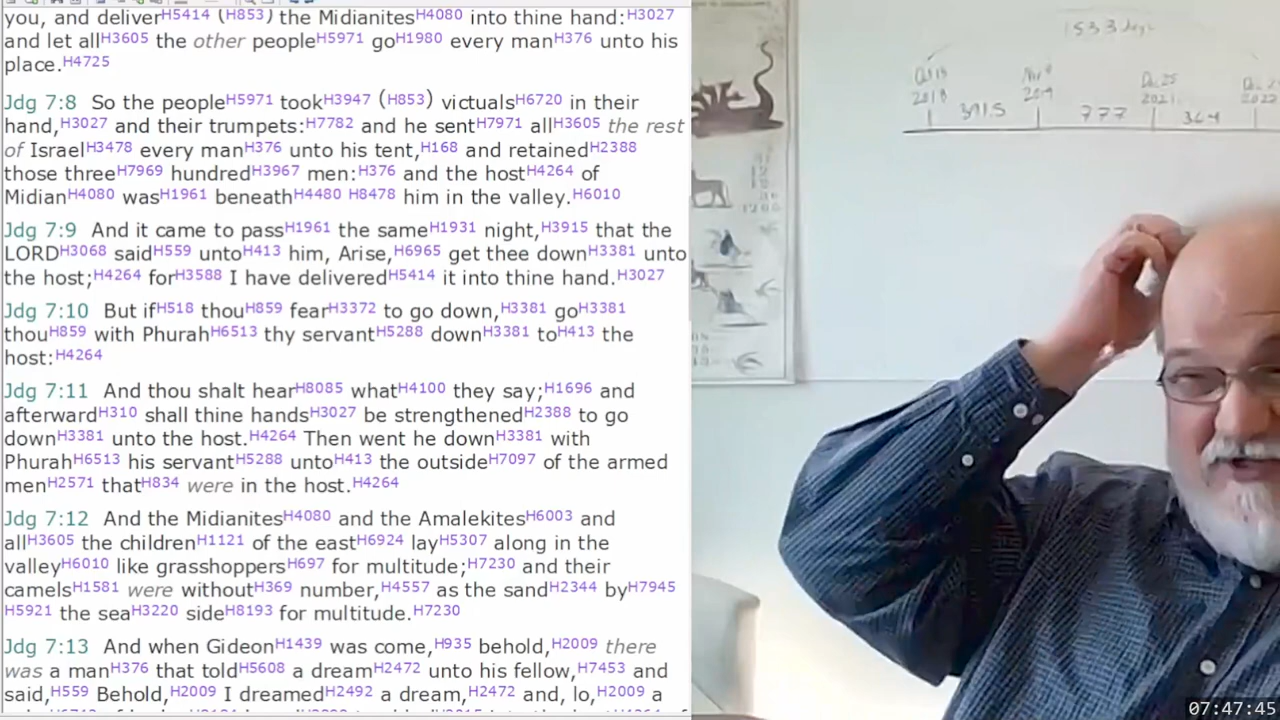 you, and deliverH5414 (H853) the MidianitesH4080 into thine hand:H3027
and let allH3605 the other peopleH5971 goH1980 every manH376 unto his
place.H4725
Jdg 7:8 So the peopleH5971 tookH3947 (H853) victualsH6720 in their
hand,H3027 and their trumpets:H7782 and he sentH7971 allH3605 the rest
of IsraelH3478 every manH376 unto his tent,H168 and retainedH2388
those threeH7969 hundredH3967 men:H376 and the hostH4264 of
MidianH4080 wasH1961 beneathH4480 H8478 him in the valley.H6010
Jdg 7:9 And it came to passH1961 the sameH1931 night,H3915 that the
LORDH3068 saidH559 untoH413 him, Arise,H6965 get thee downH3381 unto
the host;H4264 forH3588 I have deliveredH5414 it into thine hand.H3027
Jdg 7:10 But ifH518 thouH859 fearH3372 to go down,H3381 goH3381
thouH859 with PhurahH6513 thy servantH5288 downH3381 toH413 the
host:H4264
Jdg 7:11 And thou shalt hearH8085 whatH4100 they say;H1696 and
afterwardH310 shall thine handsH3027 be strengthenedH2388 to go
downH3381 unto the host.H4264 Then went he downH3381 with
PhurahH6513 his servantH5288 untoH413 the outsideH7097 of the armed
menH2571 thatH834 were in the host.H4264
Jdg 7:12 And the MidianitesH4080 and the AmalekitesH6003 and
allH3605 the childrenH1121 of the eastH6924 layH5307 along in the
valleyH6010 like grasshoppersH697 for multitude;H7230 and their
camelsH1581 were withoutH369 number,H4557 as the sandH2344 byH7945
H5921 the seaH3220 sideH8193 for multitude.H7230
Jdg 7:13 And when GideonH1439 was come,H935 behold,H2009 there
was a manH376 that toldH5608 a dreamH2472 unto his fellow,H7453 and
said,H559 Behold,H2009 I dreamedH2492 a dream,H2472 and, lo,H2009 a
1533 days
2018 2019 Dec 25 2021 2022
391.5 777 364
07:47:45